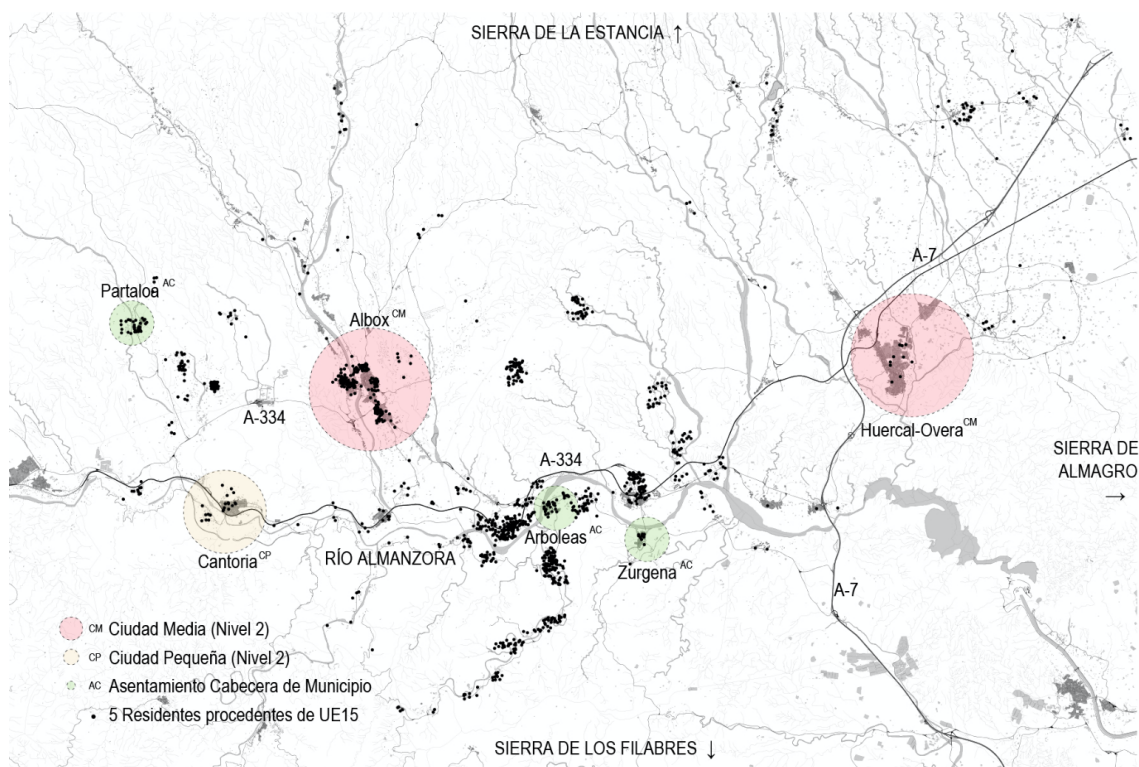 SIERRA DE LA ESTANCIA ↑
A-7
Partaloa AC
Albox CM
A-334
Huercal-Overa CM
SIERRA DE
ALMAGRO
→
A-334
Arboleas AC
Cantoria CP
RÍO ALMANZORA
Zurgena AC
A-7
CM Ciudad Media (Nivel 2)
CP Ciudad Pequeña (Nivel 2)
AC Asentamiento Cabecera de Municipio
5 Residentes procedentes de UE15
SIERRA DE LOS FILABRES ↓